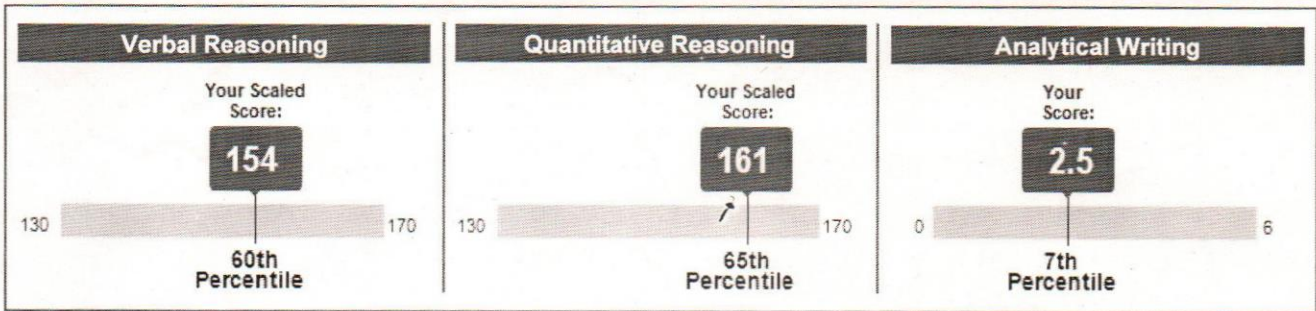 Verbal Reasoning
Your Scaled
Score:
154
130
170
60th
Percentile
Quantitative Reasoning
Your Scaled
Score:
161
130
170
65th
Percentile
Analytical Writing
Your
Score:
2.5
0
6
7th
Percentile